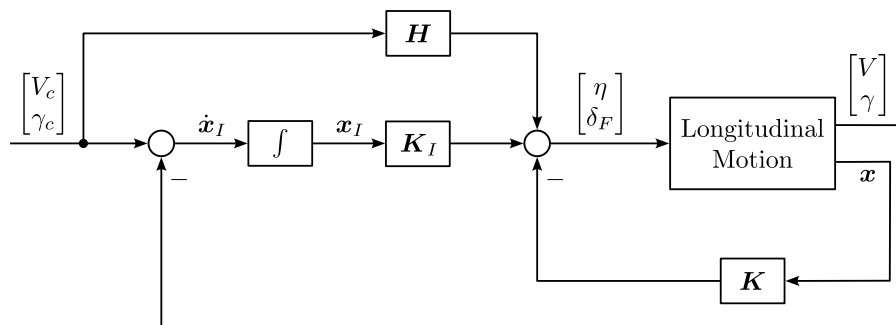 H
V_c
γ_c
ẋ_I
∫
x_I
K_I
η
δ_F
Longitudinal
Motion
V
γ
x
K
−
−